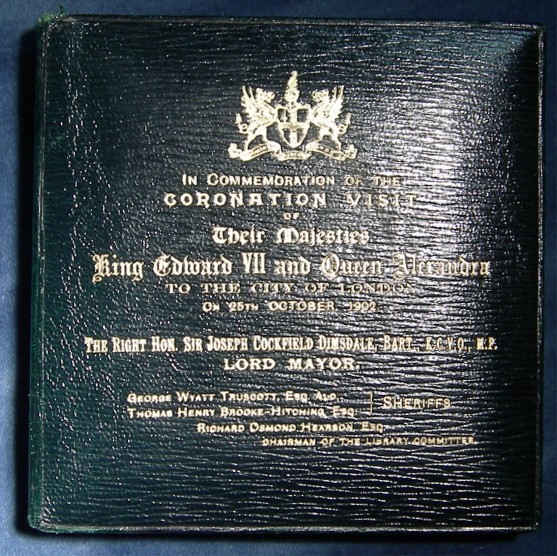 IN COMMEMORATION OF THE
CORONATION VISIT
OF
Their Majesties
King Edward VII and Queen Alexandra
TO THE CITY OF LONDON
ON 25TH OCTOBER, 1902.
THE RIGHT HON. SIR JOSEPH COCKFIELD DIMSDALE, BART., K.C.V.O., M.P.
LORD MAYOR.
GEORGE WYATT TRUSCOTT, ESQ. ALD.
THOMAS HENRY BROOKE-HITCHING, ESQ. SHERIFFS.
RICHARD OSMOND HEARSON, ESQ.
CHAIRMAN OF THE LIBRARY COMMITTEE.